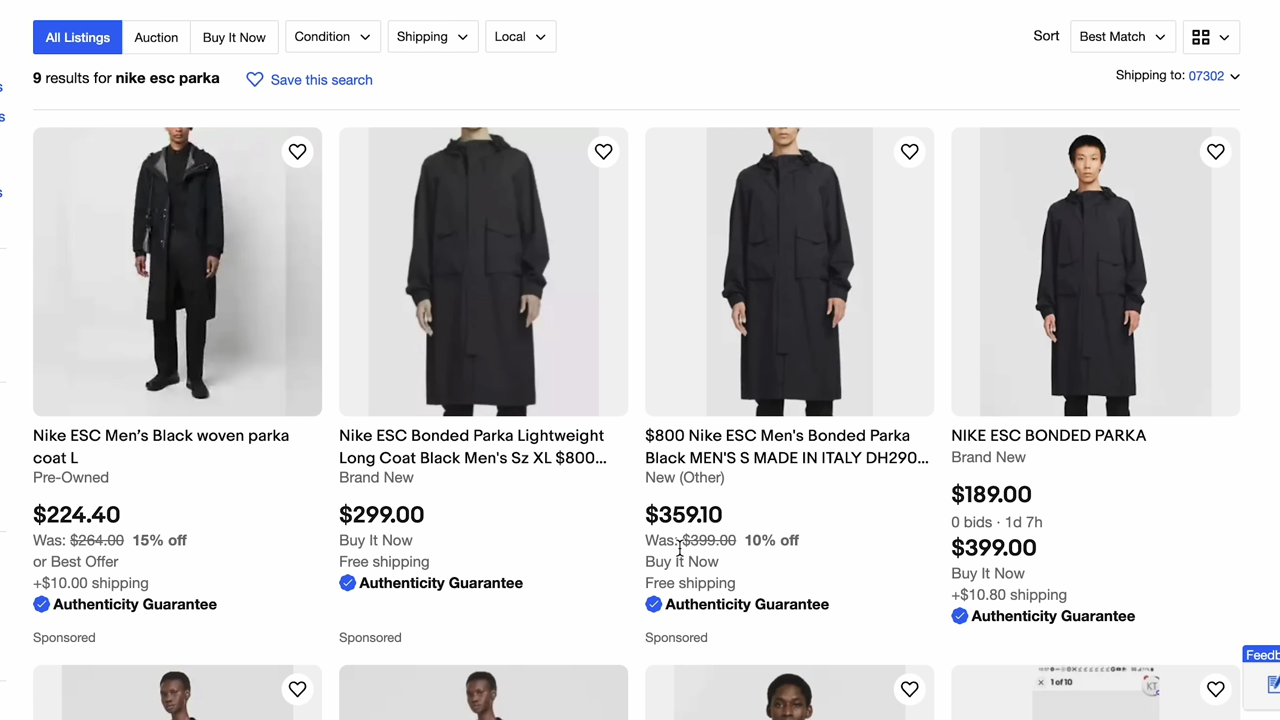 All Listings Auction Buy It Now Condition Shipping Local Sort Best Match
9 results for nike esc parka Save this search Shipping to: 07302
Nike ESC Men's Black woven parka
coat L
Pre-Owned
$224.40
Was: $264.00 15% off
or Best Offer
+$10.00 shipping
Authenticity Guarantee
Sponsored
Nike ESC Bonded Parka Lightweight
Long Coat Black Men's Sz XL $800...
Brand New
$299.00
Buy It Now
Free shipping
Authenticity Guarantee
Sponsored
$800 Nike ESC Men's Bonded Parka
Black MEN'S S MADE IN ITALY DH290...
New (Other)
$359.10
Was: $399.00 10% off
Buy It Now
Free shipping
Authenticity Guarantee
Sponsored
NIKE ESC BONDED PARKA
Brand New
$189.00
0 bids · 1d 7h
$399.00
Buy It Now
+$10.80 shipping
Authenticity Guarantee
Feedb
1 of 10
KT